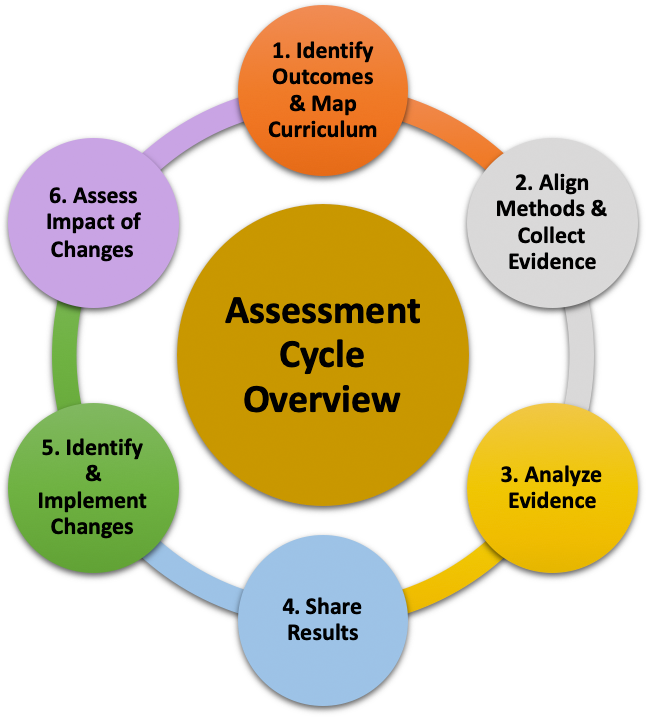 1. Identify
Outcomes
& Map
Curriculum
2. Align
Methods &
Collect
Evidence
3. Analyze
Evidence
4. Share
Results
5. Identify
&
Implement
Changes
6. Assess
Impact of
Changes
Assessment
Cycle
Overview